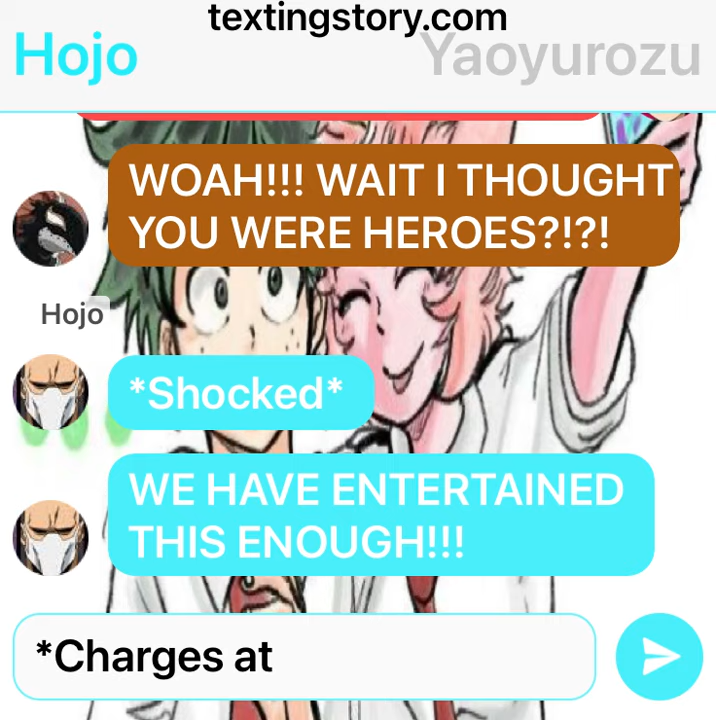 textingstory.com
Hojo
Yaoyurozu
WOAH!!! WAIT I THOUGHT
YOU WERE HEROES?!?!
Hojo
*Shocked*
WE HAVE ENTERTAINED
THIS ENOUGH!!!
*Charges at